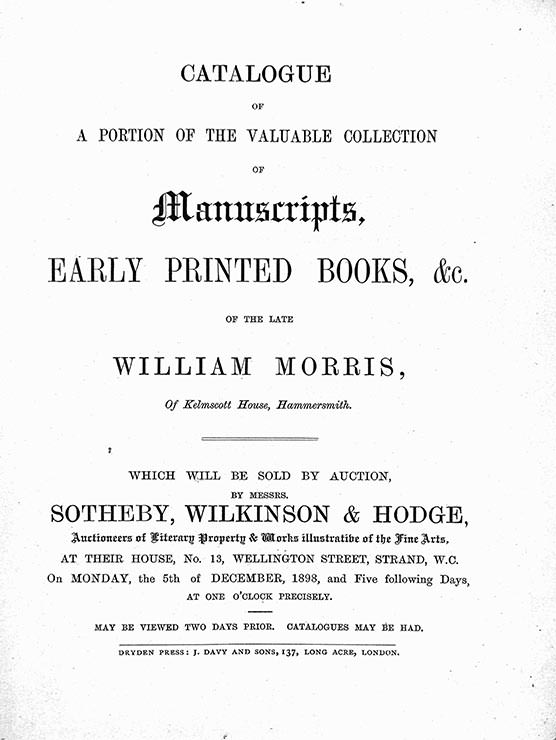 CATALOGUE
OF
A PORTION OF THE VALUABLE COLLECTION
OF
Manuscripts,
EARLY PRINTED BOOKS, &c.
OF THE LATE
WILLIAM MORRIS,
Of Kelmscott House, Hammersmith.
WHICH WILL BE SOLD BY AUCTION,
BY MESSRS.
SOTHEBY, WILKINSON & HODGE,
Auctioneers of Literary Property & Works illustrative of the Fine Arts,
AT THEIR HOUSE, No. 13, WELLINGTON STREET, STRAND, W.C.
On MONDAY, the 5th of DECEMBER, 1898, and Five following Days,
AT ONE O'CLOCK PRECISELY.
MAY BE VIEWED TWO DAYS PRIOR. CATALOGUES MAY BE HAD.
DRYDEN PRESS: J. DAVY AND SONS, 137, LONG ACRE, LONDON.